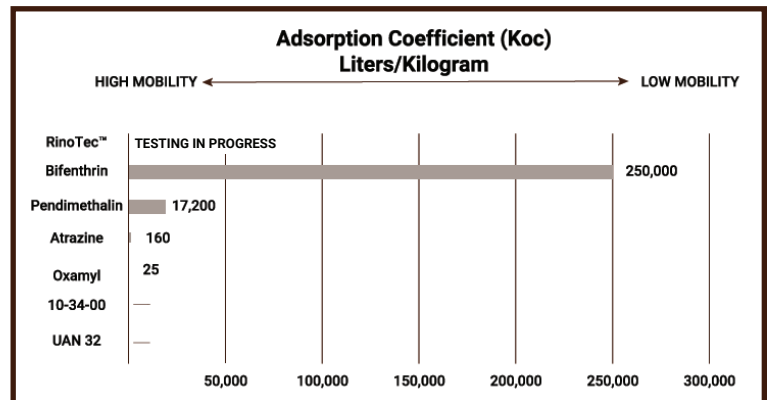 Adsorption Coefficient (Koc)
Liters/Kilogram
HIGH MOBILITY LOW MOBILITY
RinoTec™ TESTING IN PROGRESS
Bifenthrin 250,000
Pendimethalin 17,200
Atrazine 160
Oxamyl 25
10-34-00 —
UAN 32 —
50,000 100,000 150,000 200,000 250,000 300,000